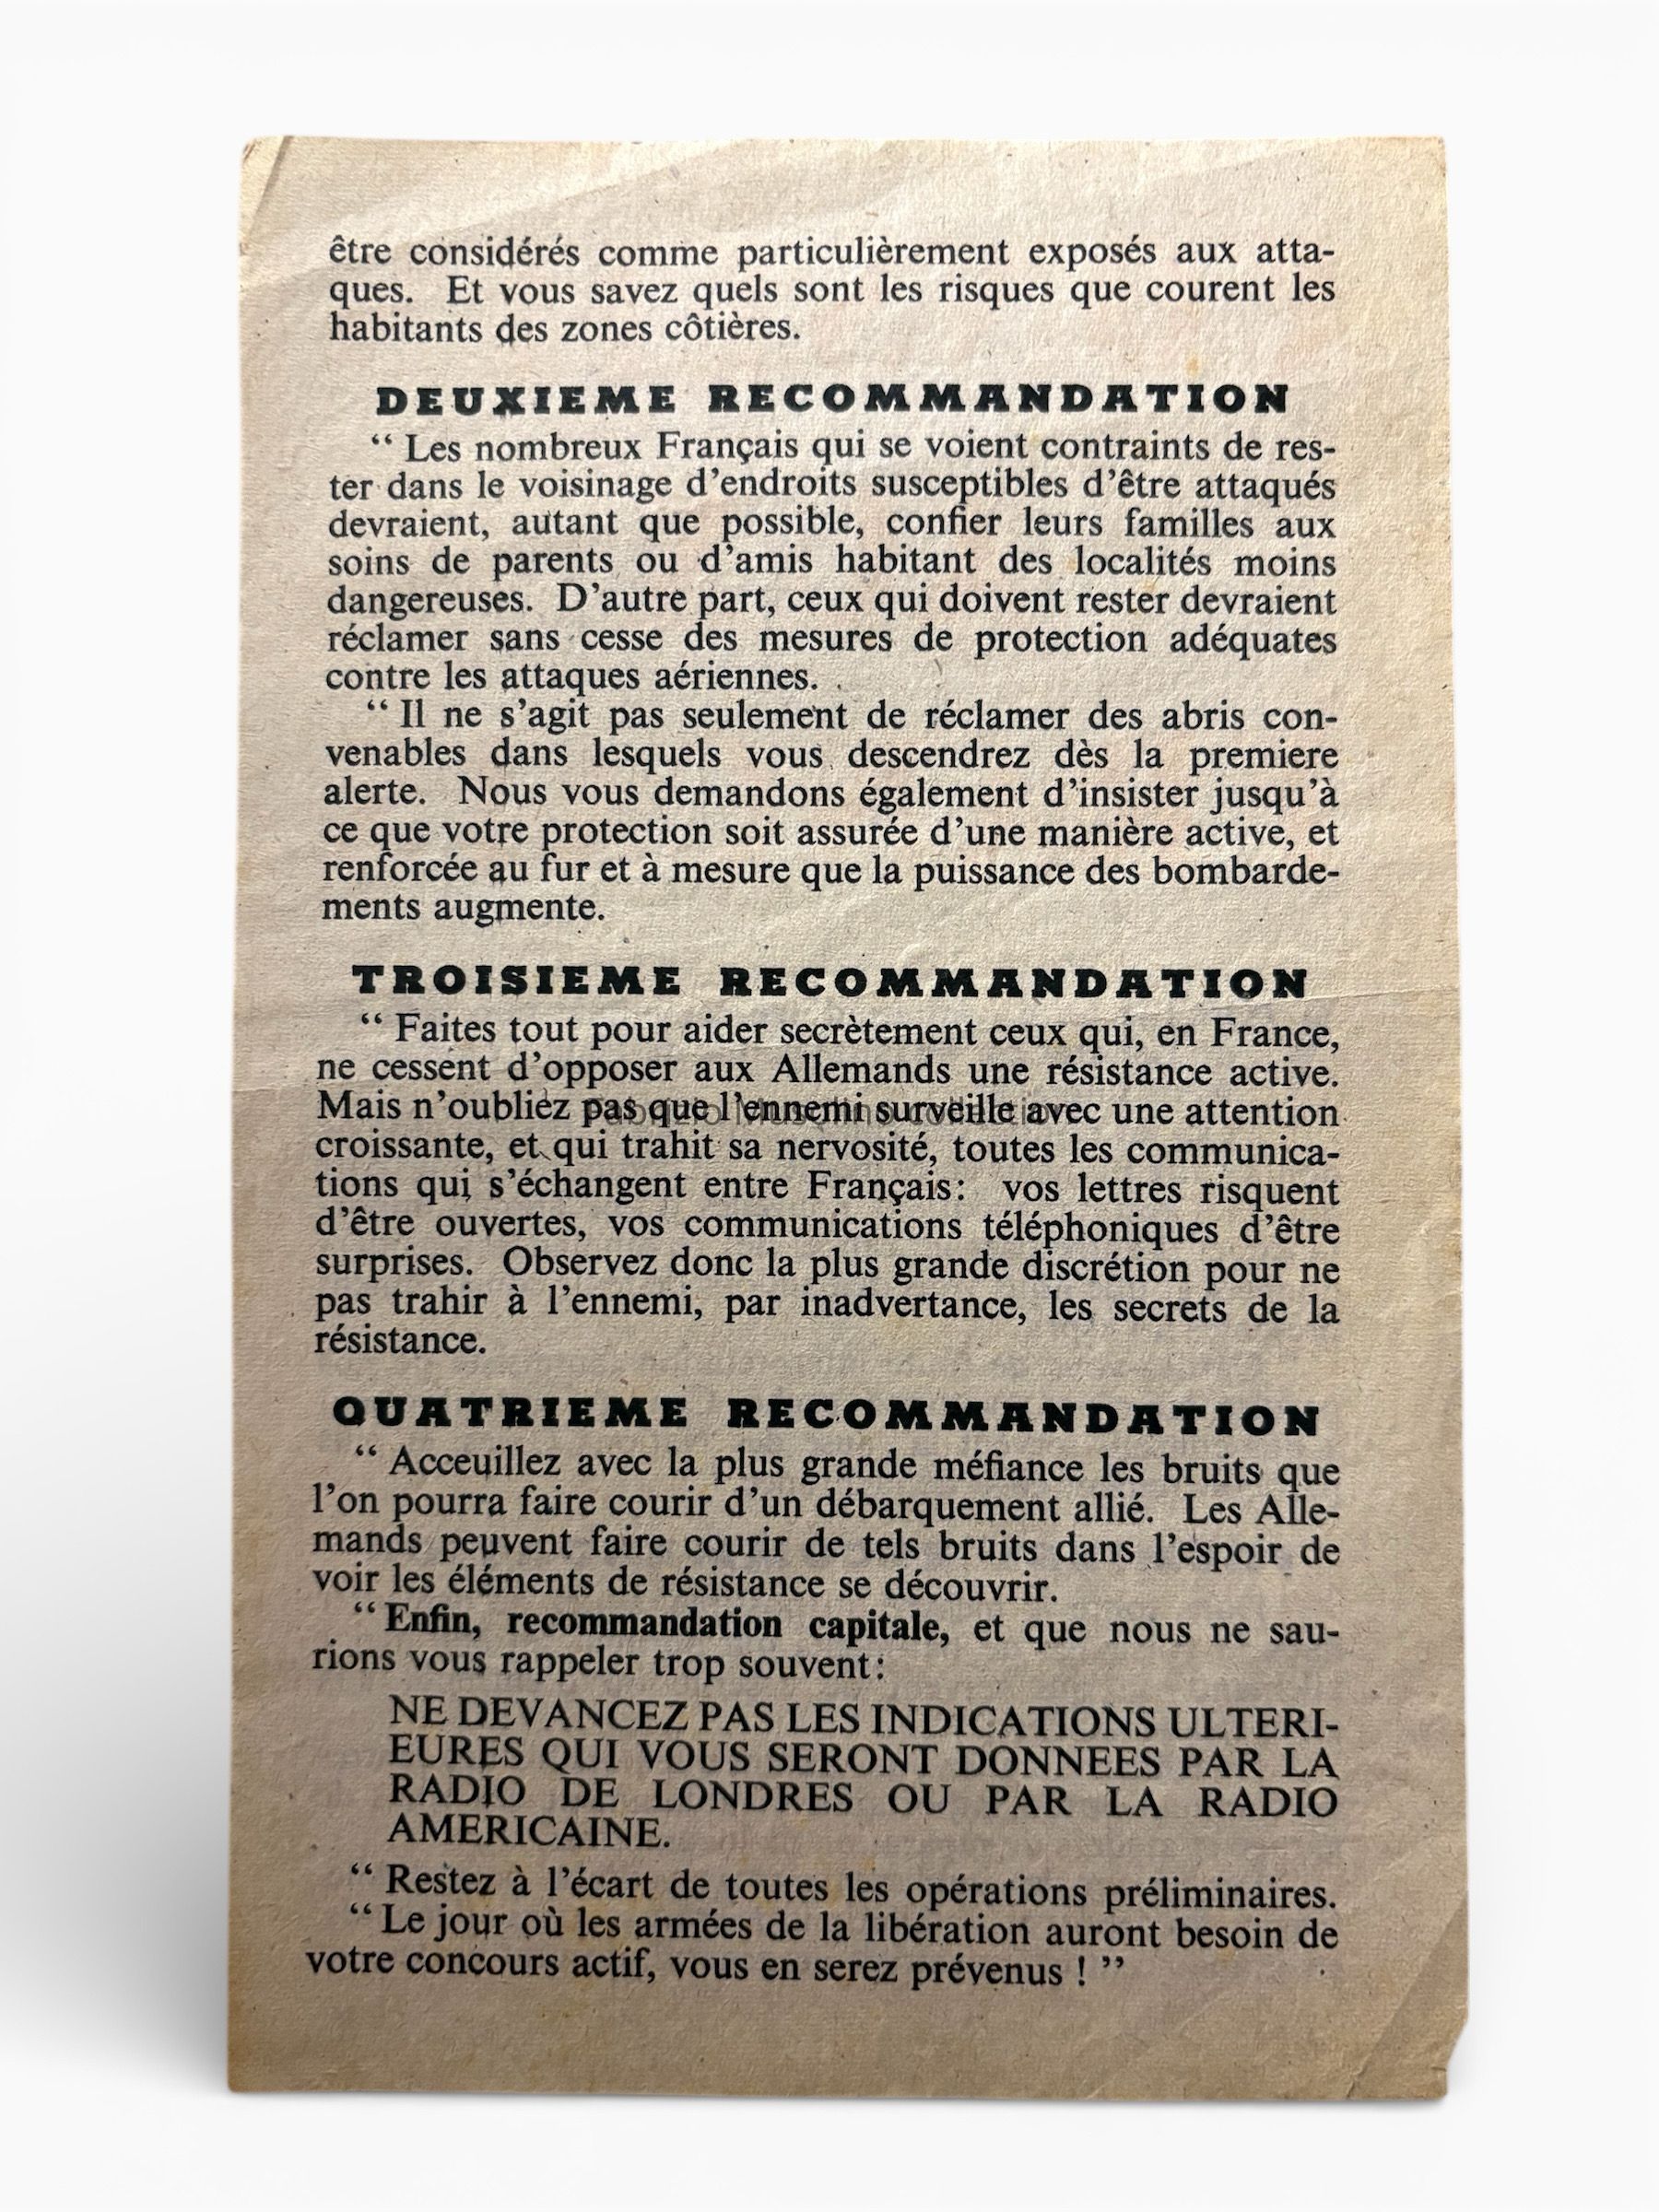 être considérés comme particulièrement exposés aux atta-
ques. Et vous savez quels sont les risques que courent les
habitants des zones côtières.
DEUXIEME RECOMMANDATION
“ Les nombreux Français qui se voient contraints de res-
ter dans le voisinage d’endroits susceptibles d’être attaqués
devraient, autant que possible, confier leurs familles aux
soins de parents ou d’amis habitant des localités moins
dangereuses. D’autre part, ceux qui doivent rester devraient
réclamer sans cesse des mesures de protection adéquates
contre les attaques aériennes.
“ Il ne s’agit pas seulement de réclamer des abris con-
venables dans lesquels vous descendrez dès la premiere
alerte. Nous vous demandons également d’insister jusqu’à
ce que votre protection soit assurée d’une manière active, et
renforcée au fur et à mesure que la puissance des bombarde-
ments augmente.
TROISIEME RECOMMANDATION
“ Faites tout pour aider secrètement ceux qui, en France,
ne cessent d’opposer aux Allemands une résistance active.
Mais n’oubliez pas que l’ennemi surveille avec une attention
croissante, et qui trahit sa nervosité, toutes les communica-
tions qui s’échangent entre Français: vos lettres risquent
d’être ouvertes, vos communications téléphoniques d’être
surprises. Observez donc la plus grande discrétion pour ne
pas trahir à l’ennemi, par inadvertance, les secrets de la
résistance.
QUATRIEME RECOMMANDATION
“ Acceuillez avec la plus grande méfiance les bruits que
l’on pourra faire courir d’un débarquement allié. Les Alle-
mands peuvent faire courir de tels bruits dans l’espoir de
voir les éléments de résistance se découvrir.
“ Enfin, recommandation capitale, et que nous ne sau-
rions vous rappeler trop souvent:
NE DEVANCEZ PAS LES INDICATIONS ULTERI-
EURES QUI VOUS SERONT DONNEES PAR LA
RADIO DE LONDRES OU PAR LA RADIO
AMERICAINE.
“ Restez à l’écart de toutes les opérations préliminaires.
“ Le jour où les armées de la libération auront besoin de
votre concours actif, vous en serez prévenus ! ”